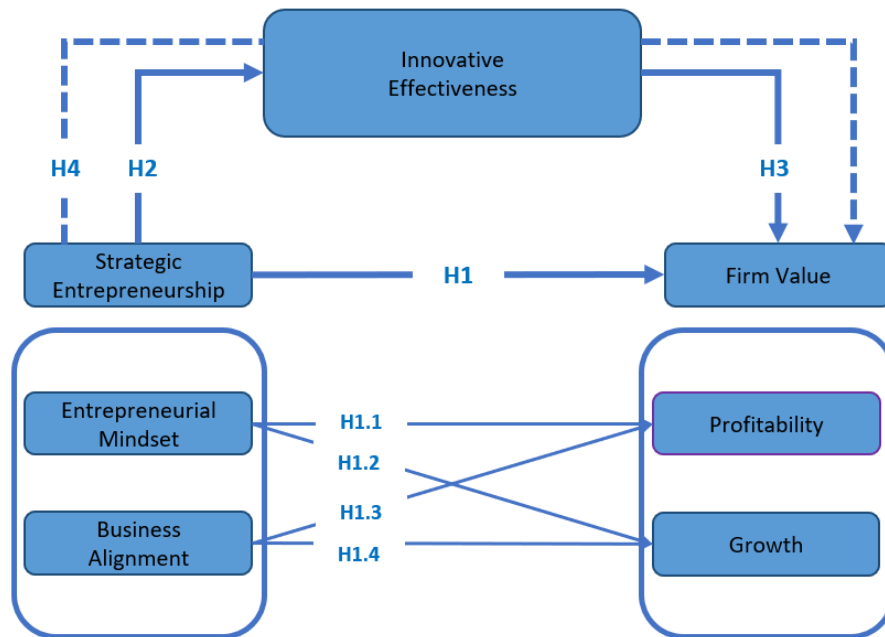 Innovative
Effectiveness
H4
H2
H3
Strategic
Entrepreneurship
H1
Firm Value
Entrepreneurial
Mindset
H1.1
Profitability
H1.2
H1.3
Business
Alignment
H1.4
Growth